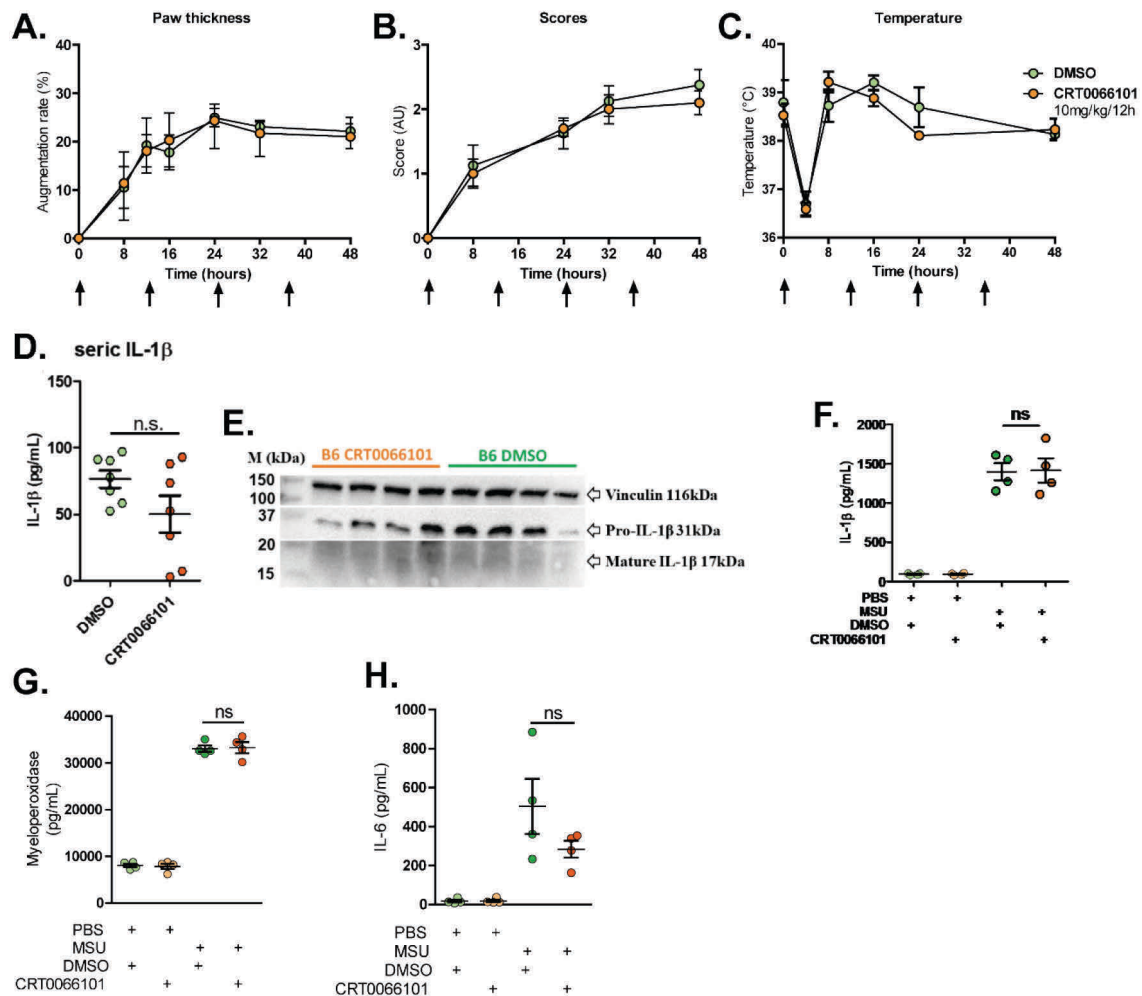 A.
Paw thickness
Augmentation rate (%)
40
30
20
10
0
0 8 16 24 32 40 48
Time (hours)
B.
Scores
Score (AU)
3
2
1
0
0 8 16 24 32 40 48
Time (hours)
C.
Temperature
Temperature (°C)
40
39
38
37
36
0 8 16 24 32 40 48
Time (hours)
DMSO
CRT0066101
10mg/kg/12h
D.
seric IL-1β
IL-1β (pg/mL)
150
100
50
0
n.s.
DMSO
CRT0066101
E.
M (kDa)
B6 CRT0066101 B6 DMSO
150
100
37
20
15
Vinculin 116kDa
Pro-IL-1β 31kDa
Mature IL-1β 17kDa
F.
IL-1β (pg/mL)
2000
1500
1000
500
0
ns
PBS + +
MSU + +
DMSO + +
CRT0066101 + +
G.
Myeloperoxidase
(pg/mL)
40000
30000
20000
10000
0
ns
PBS + +
MSU + +
DMSO + +
CRT0066101 + +
H.
IL-6 (pg/mL)
1000
800
600
400
200
0
ns
PBS + +
MSU + +
DMSO + +
CRT0066101 + +